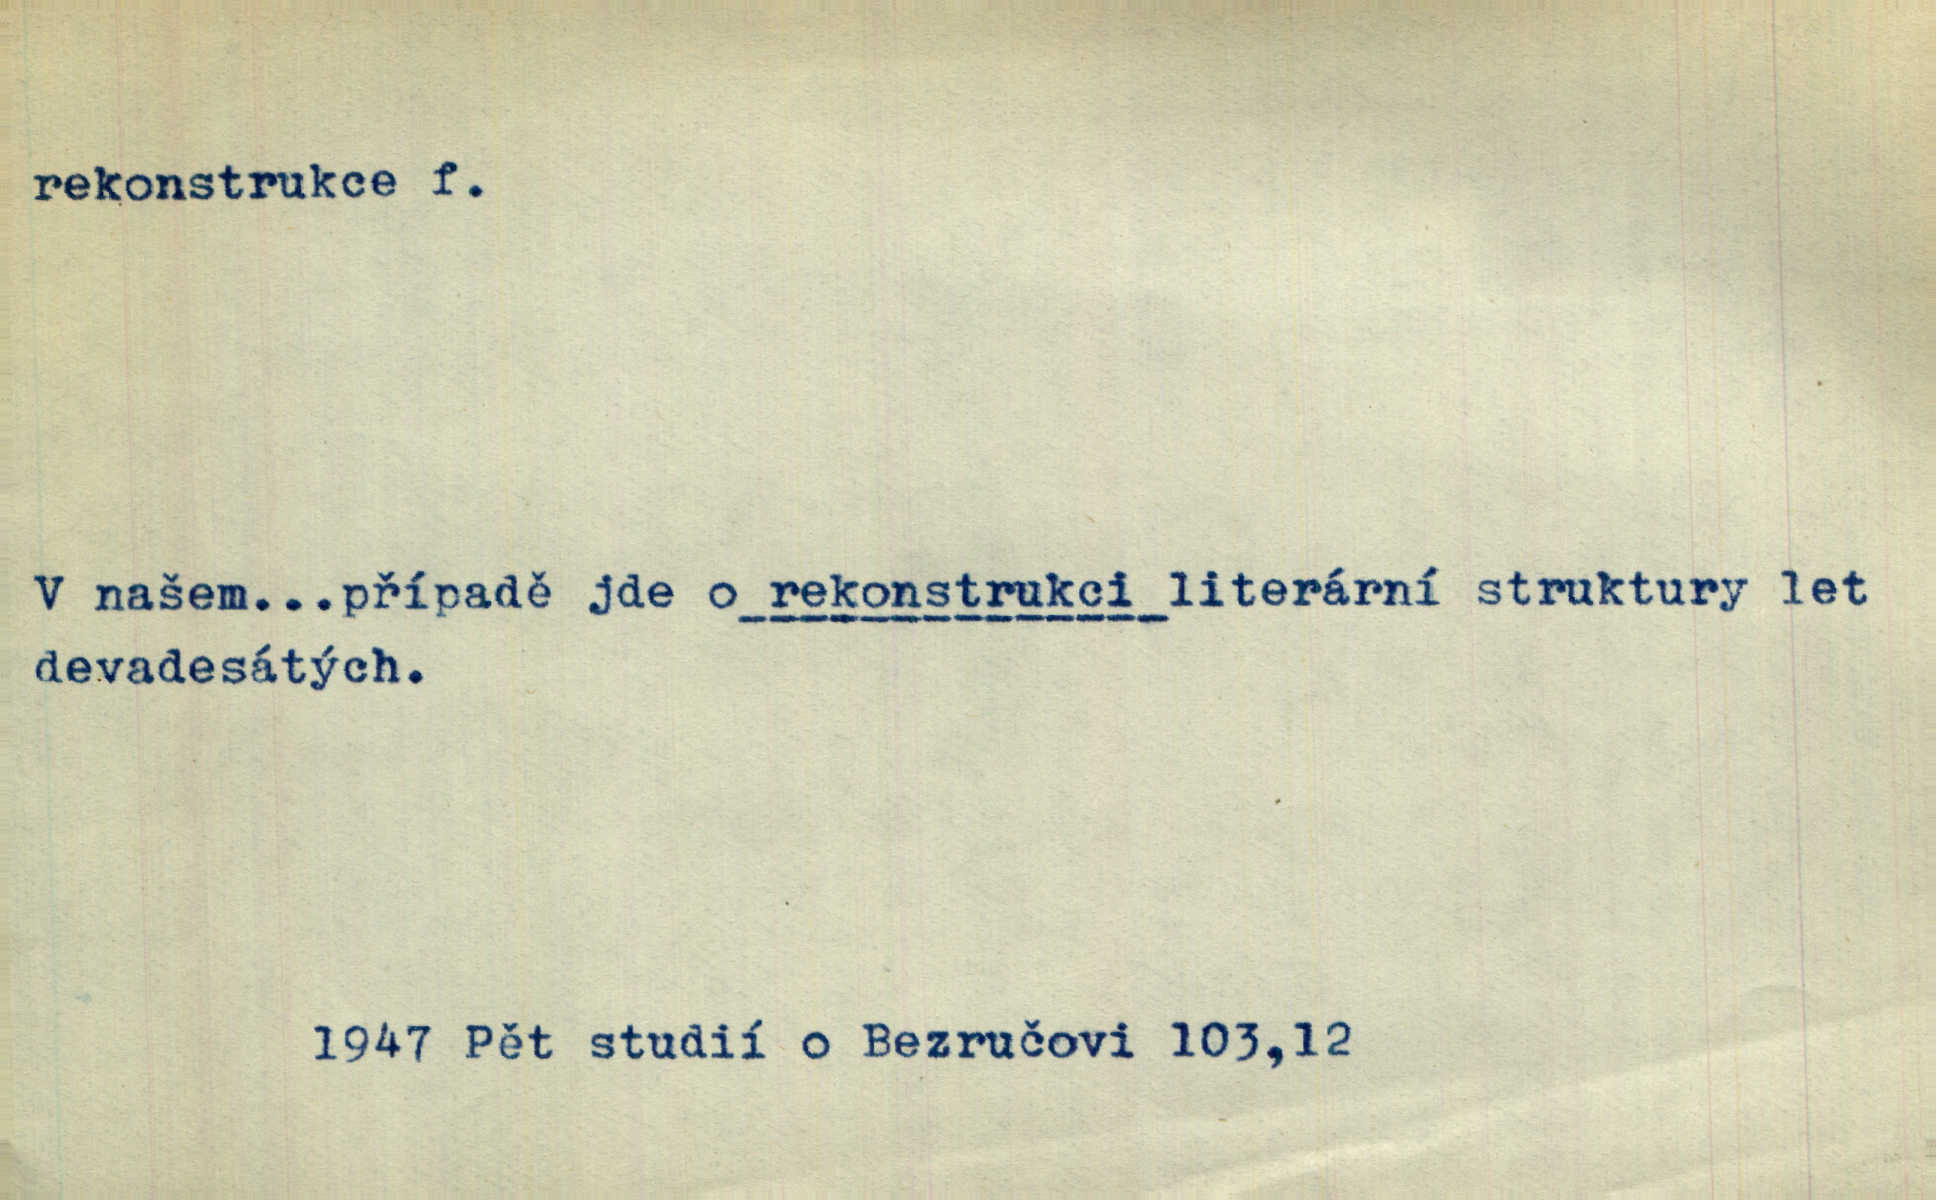 rekonstrukce f.
V našem...případě jde o rekonstrukci literární struktury let
devadesátých.
1947 Pět studií o Bezručovi 103,12